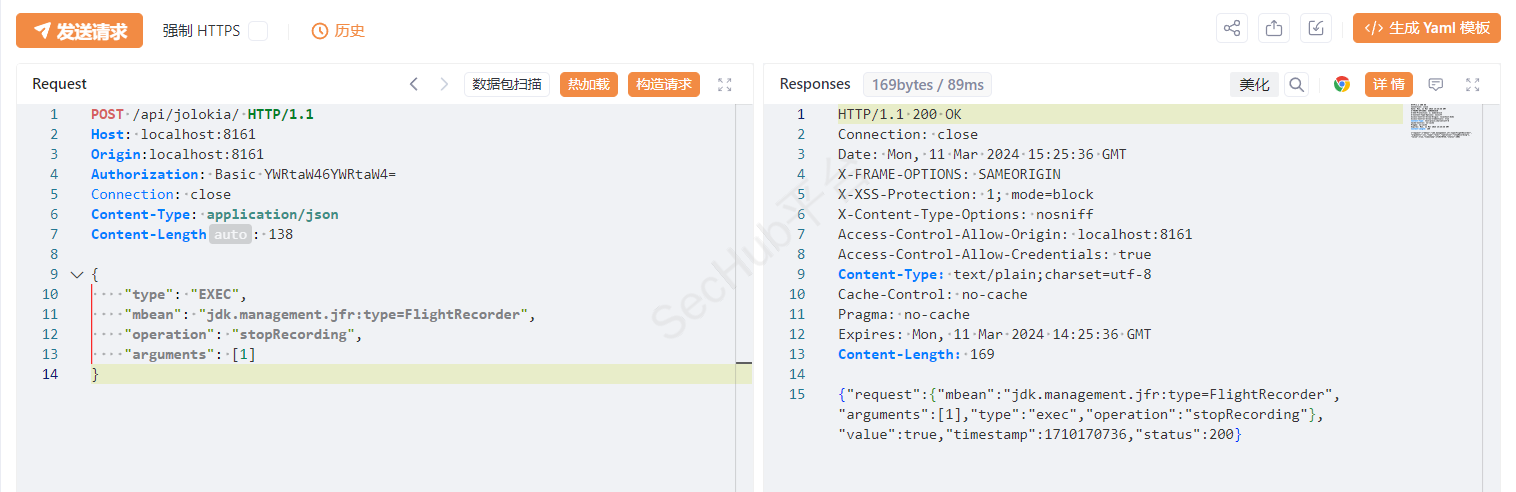 发送请求 强制 HTTPS 历史 </> 生成 Yaml 模板
Request 数据包扫描 热加载 构造请求
1 POST /api/jolokia/ HTTP/1.1
2 Host: localhost:8161
3 Origin:localhost:8161
4 Authorization: Basic YWRtaW46YWRtaW4=
5 Connection: close
6 Content-Type: application/json
7 Content-Length auto : 138
8
9 {
10 "type": "EXEC",
11 "mbean": "jdk.management.jfr:type=FlightRecorder",
12 "operation": "stopRecording",
13 "arguments": [1]
14 }
Responses 169bytes / 89ms 美化 详情
1 HTTP/1.1 200 OK
2 Connection: close
3 Date: Mon, 11 Mar 2024 15:25:36 GMT
4 X-FRAME-OPTIONS: SAMEORIGIN
5 X-XSS-Protection: 1; mode=block
6 X-Content-Type-Options: nosniff
7 Access-Control-Allow-Origin: localhost:8161
8 Access-Control-Allow-Credentials: true
9 Content-Type: text/plain;charset=utf-8
10 Cache-Control: no-cache
11 Pragma: no-cache
12 Expires: Mon, 11 Mar 2024 14:25:36 GMT
13 Content-Length: 169
14
15 {"request":{"mbean":"jdk.management.jfr:type=FlightRecorder",
"arguments":[1],"type":"exec","operation":"stopRecording"},
"value":true,"timestamp":1710170736,"status":200}
SecHub平台